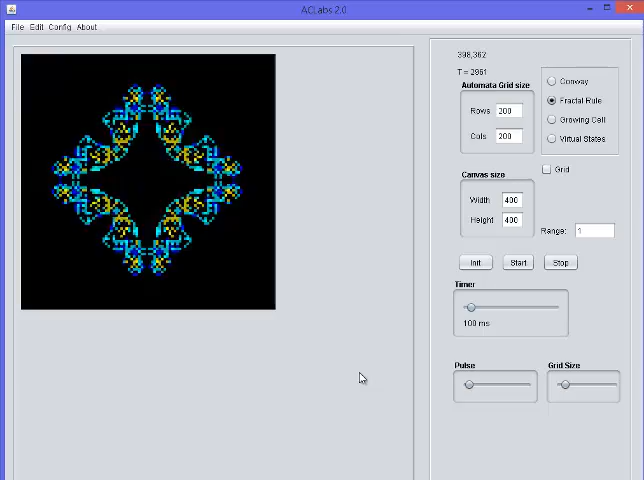 ACLabs 2.0
File Edit Config About
398,362
T = 2961
Automata Grid size
Rows 200
Cols 200
Conway
Fractal Rule
Growing Cell
Virtual States
Grid
Canvas size
Width 400
Height 400
Range: 1
Init Start Stop
Timer
100 ms
Pulse
Grid Size